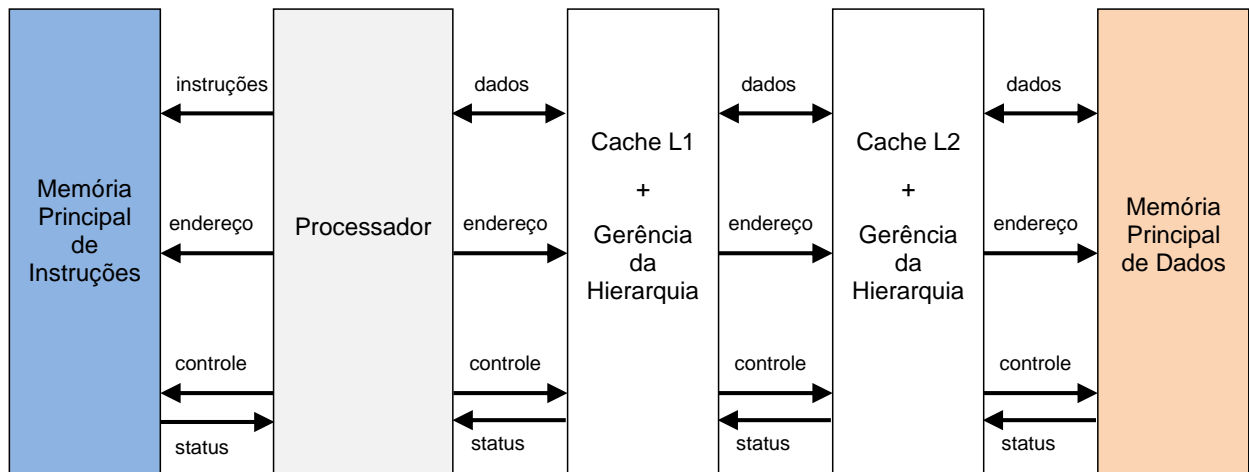 instruções
dados
dados
dados
Cache L1
+
Gerência
da
Hierarquia
Cache L2
+
Gerência
da
Hierarquia
Memória
Principal
de
Instruções
endereço
Processador
endereço
endereço
endereço
Memória
Principal
de Dados
controle
controle
controle
controle
status
status
status
status